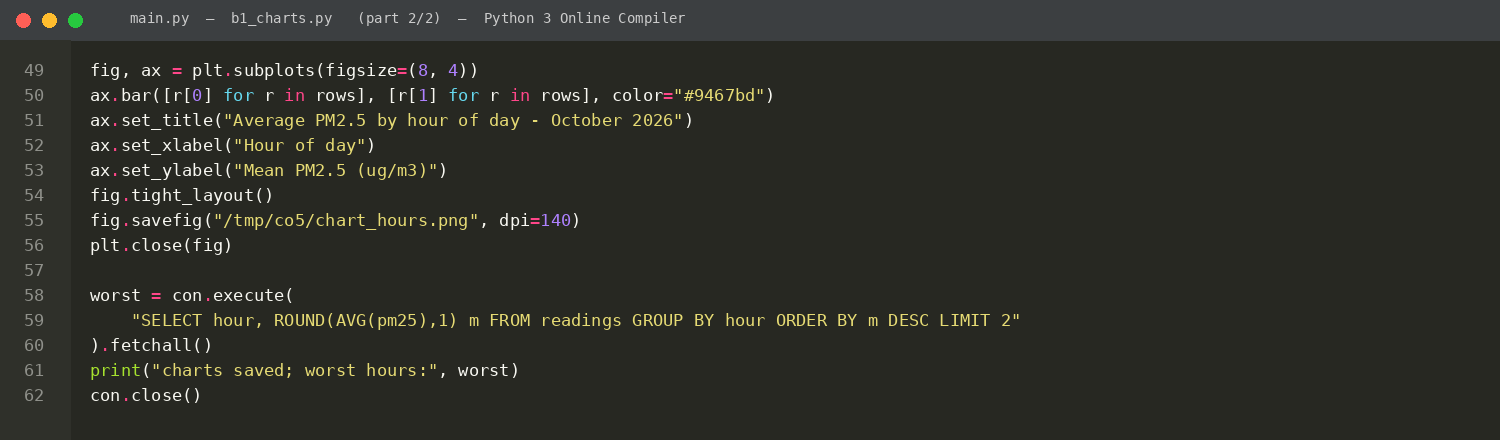 main.py — b1_charts.py (part 2/2) — Python 3 Online Compiler
49 fig, ax = plt.subplots(figsize=(8, 4))
50 ax.bar([r[0] for r in rows], [r[1] for r in rows], color="#9467bd")
51 ax.set_title("Average PM2.5 by hour of day - October 2026")
52 ax.set_xlabel("Hour of day")
53 ax.set_ylabel("Mean PM2.5 (ug/m3)")
54 fig.tight_layout()
55 fig.savefig("/tmp/co5/chart_hours.png", dpi=140)
56 plt.close(fig)
57
58 worst = con.execute(
59     "SELECT hour, ROUND(AVG(pm25),1) m FROM readings GROUP BY hour ORDER BY m DESC LIMIT 2"
60 ).fetchall()
61 print("charts saved; worst hours:", worst)
62 con.close()